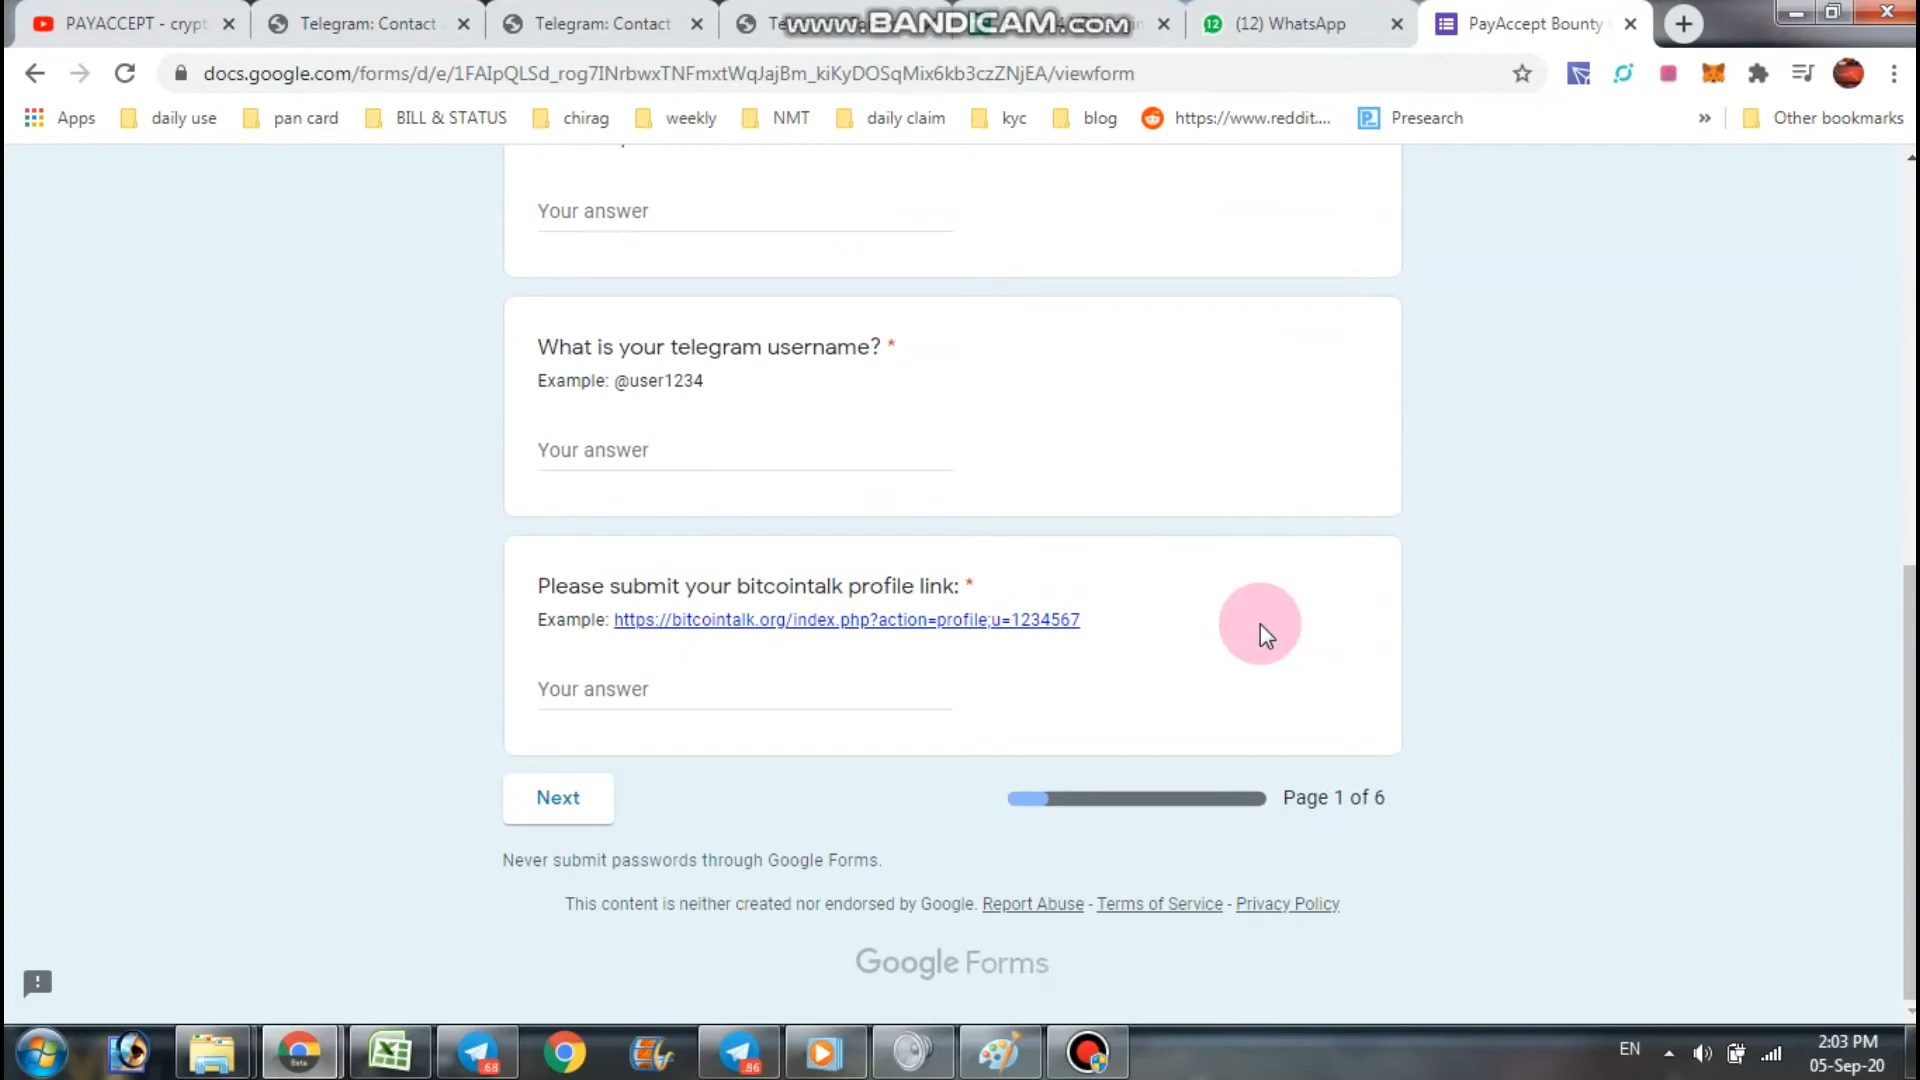 PAYACCEPT - crypt
Telegram: Contact
Telegram: Contact
www.BANDICAM.com
(12) WhatsApp
PayAccept Bounty
docs.google.com/forms/d/e/1FAIpQLSd_rog7INrbwxTNFmxtWqJajBm_kiKyDOSqMix6kb3czZNjEA/viewform
Apps daily use pan card BILL & STATUS chirag weekly NMT daily claim kyc blog https://www.reddit.... Presearch » Other bookmarks
Your answer
What is your telegram username? *
Example: @user1234
Your answer
Please submit your bitcointalk profile link: *
Example: https://bitcointalk.org/index.php?action=profile;u=1234567
Your answer
Next
Page 1 of 6
Never submit passwords through Google Forms.
This content is neither created nor endorsed by Google. Report Abuse - Terms of Service - Privacy Policy
Google Forms
Beta
.68
.86
EN
2:03 PM
05-Sep-20